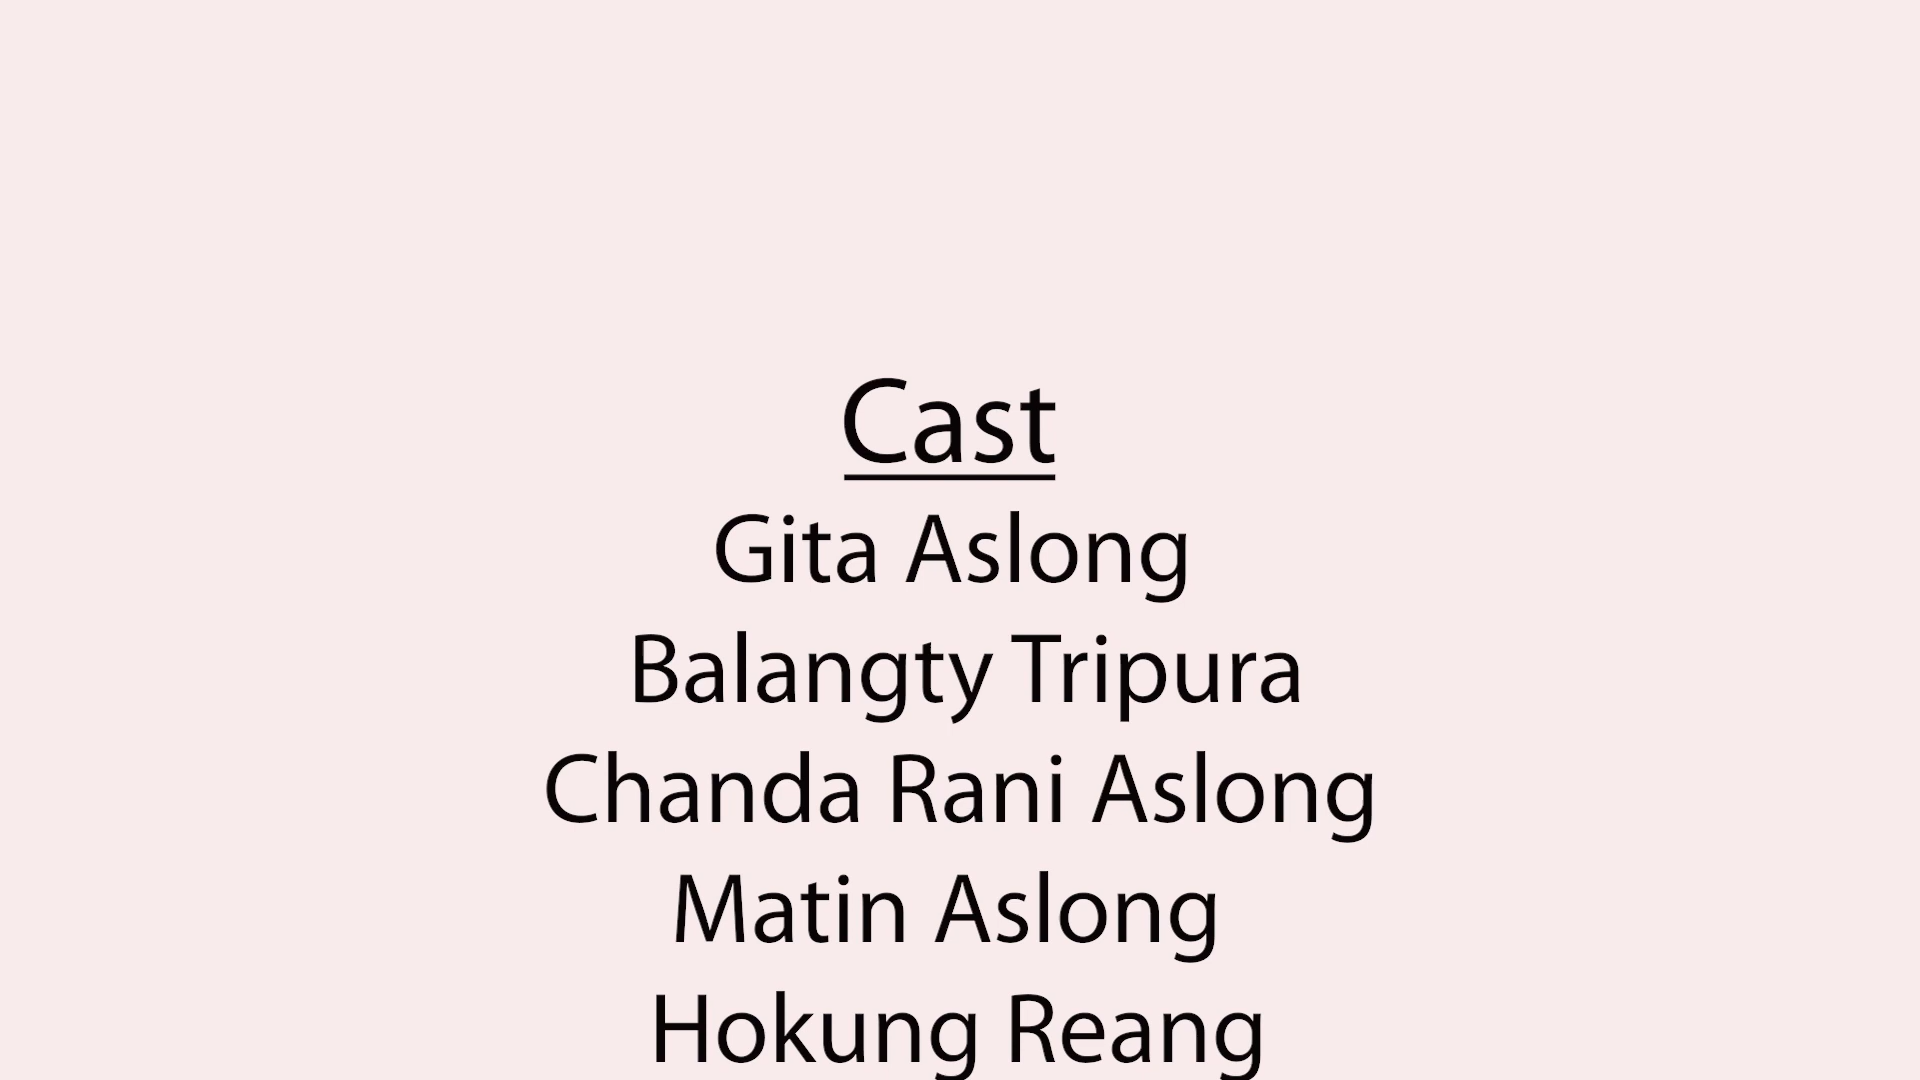 Cast
Gita Aslong
Balangty Tripura
Chanda Rani Aslong
Matin Aslong
Hokung Reang